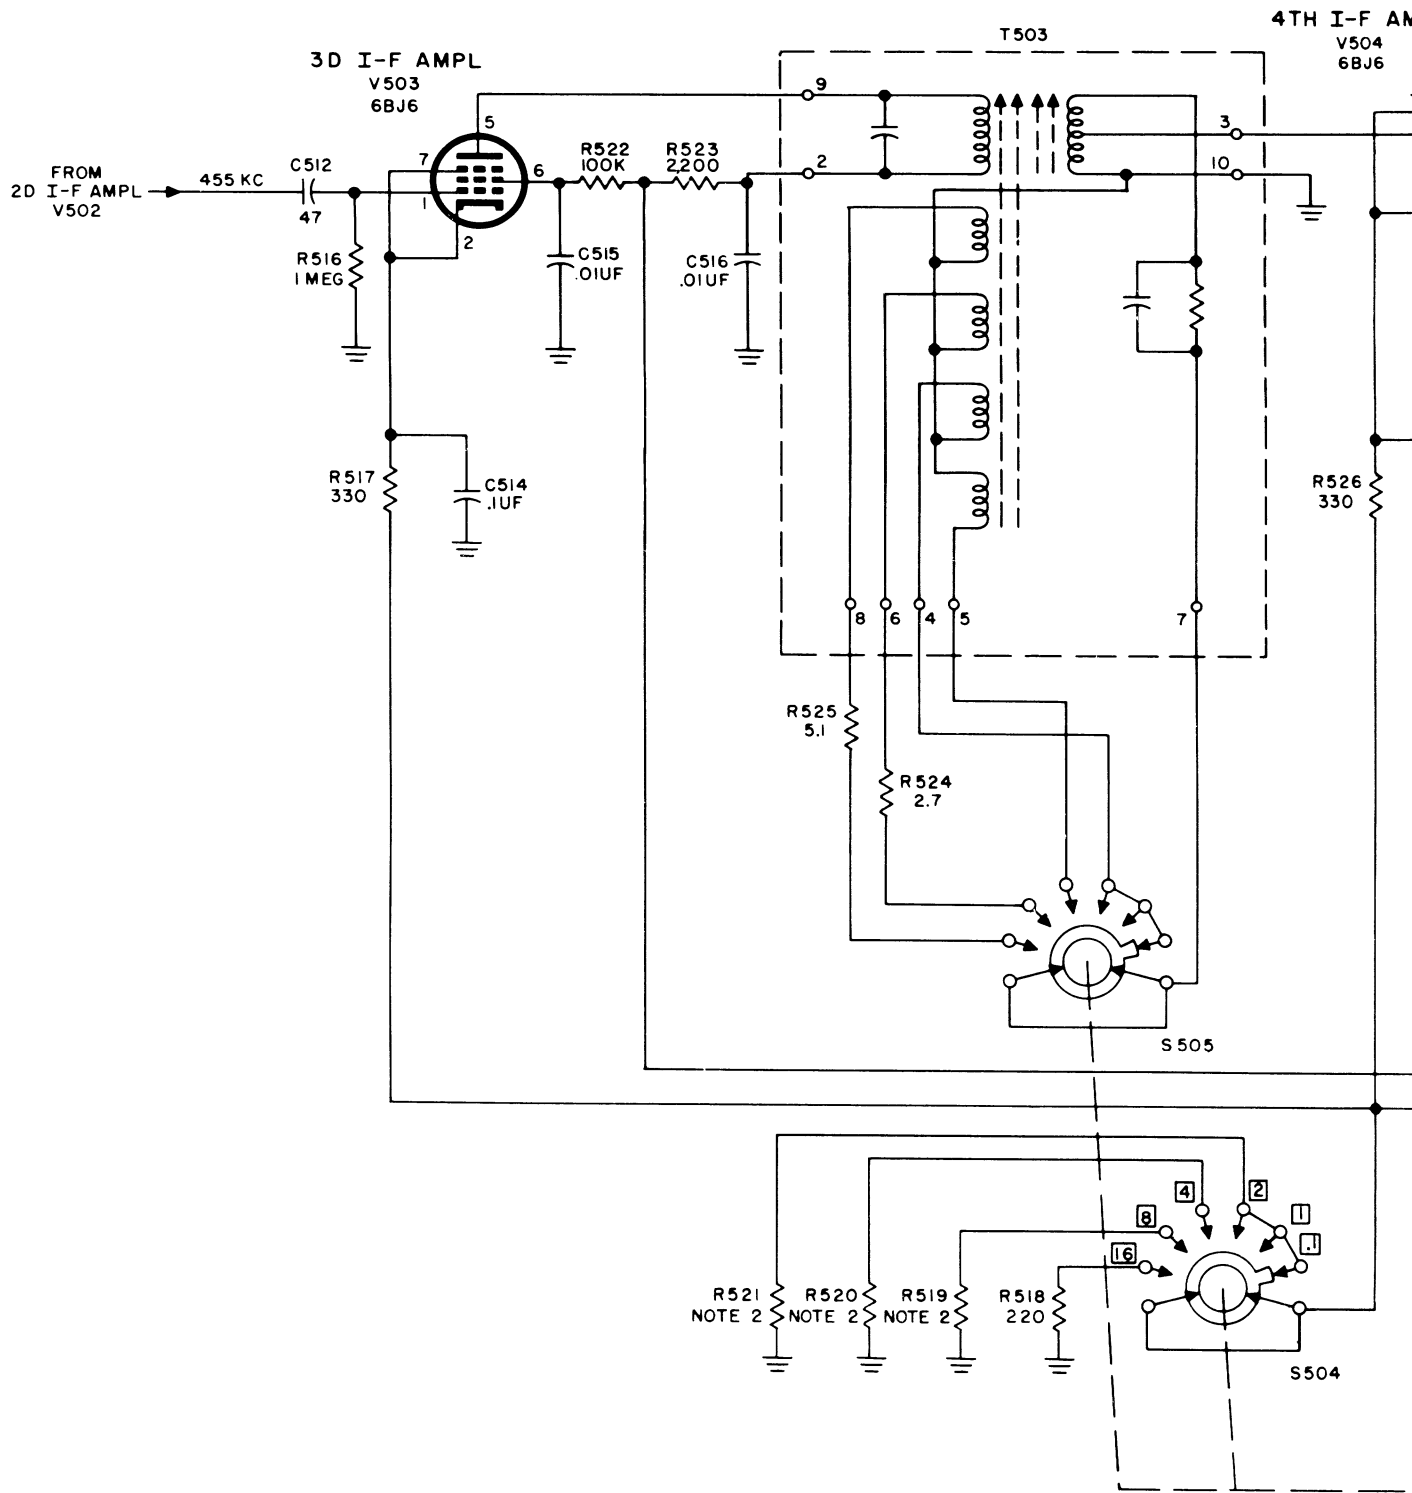 4TH I-F AM
V504
6BJ6
T503
3D I-F AMPL
V503
6BJ6
9
5
3
R522
100K
R523
2,200
7
C512
6
2
10
FROM
2D I-F AMPL
V502
455 KC
47
1
2
R516
1 MEG
C515
.01UF
C516
.01UF
R517
330
C514
.1UF
R526
330
8
6
4
5
7
R525
5.1
R524
2.7
S505
4
2
8
1
16
.1
R521
NOTE 2
R520
NOTE 2
R519
NOTE 2
R518
220
S504